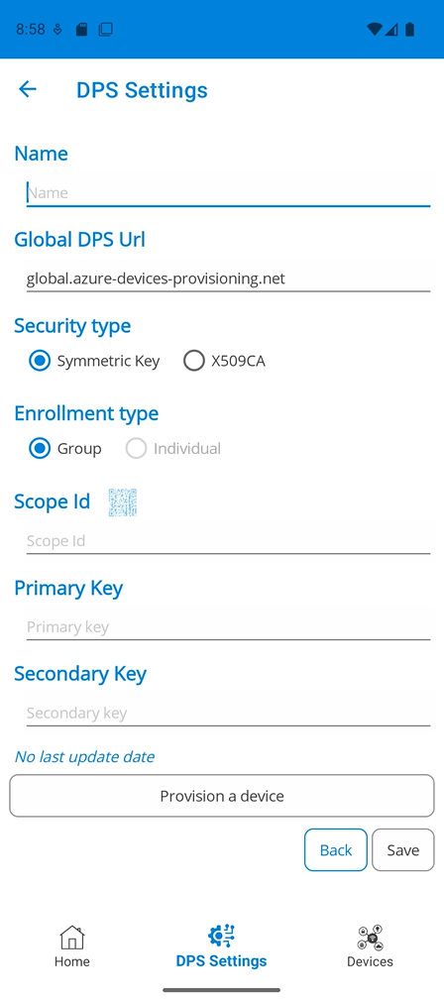 8:58
DPS Settings
Name
Name
Global DPS Url
global.azure-devices-provisioning.net
Security type
Symmetric Key X509CA
Enrollment type
Group Individual
Scope Id
Scope Id
Primary Key
Primary key
Secondary Key
Secondary key
No last update date
Provision a device
Back Save
Home DPS Settings Devices